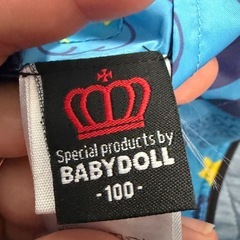 Special products by
BABYDOLL
-100-